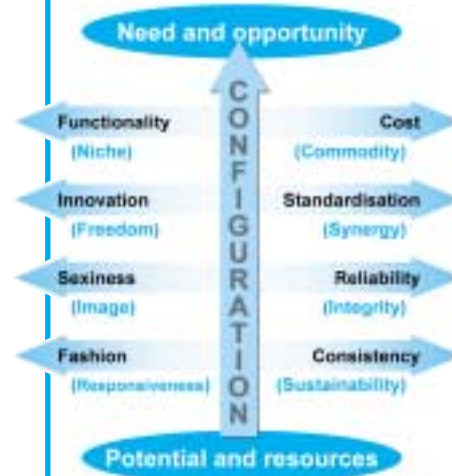 Need and opportunity
CONFIGURATION
Functionality
(Niche)
Cost
(Commodity)
Innovation
(Freedom)
Standardisation
(Synergy)
Sexiness
(Image)
Reliability
(Integrity)
Fashion
(Responsiveness)
Consistency
(Sustainability)
Potential and resources